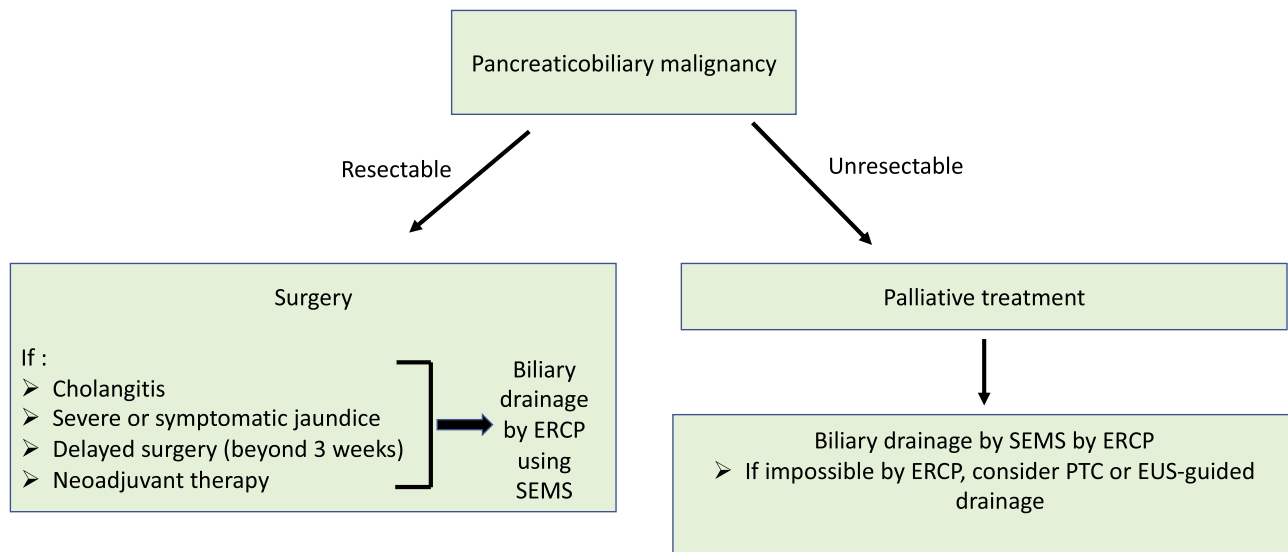 Pancreaticobiliary malignancy
Resectable
Unresectable
Surgery
If :
➢ Cholangitis
➢ Severe or symptomatic jaundice
➢ Delayed surgery (beyond 3 weeks)
➢ Neoadjuvant therapy
Biliary
drainage
by ERCP
using
SEMS
Palliative treatment
Biliary drainage by SEMS by ERCP
➢ If impossible by ERCP, consider PTC or EUS-guided
drainage